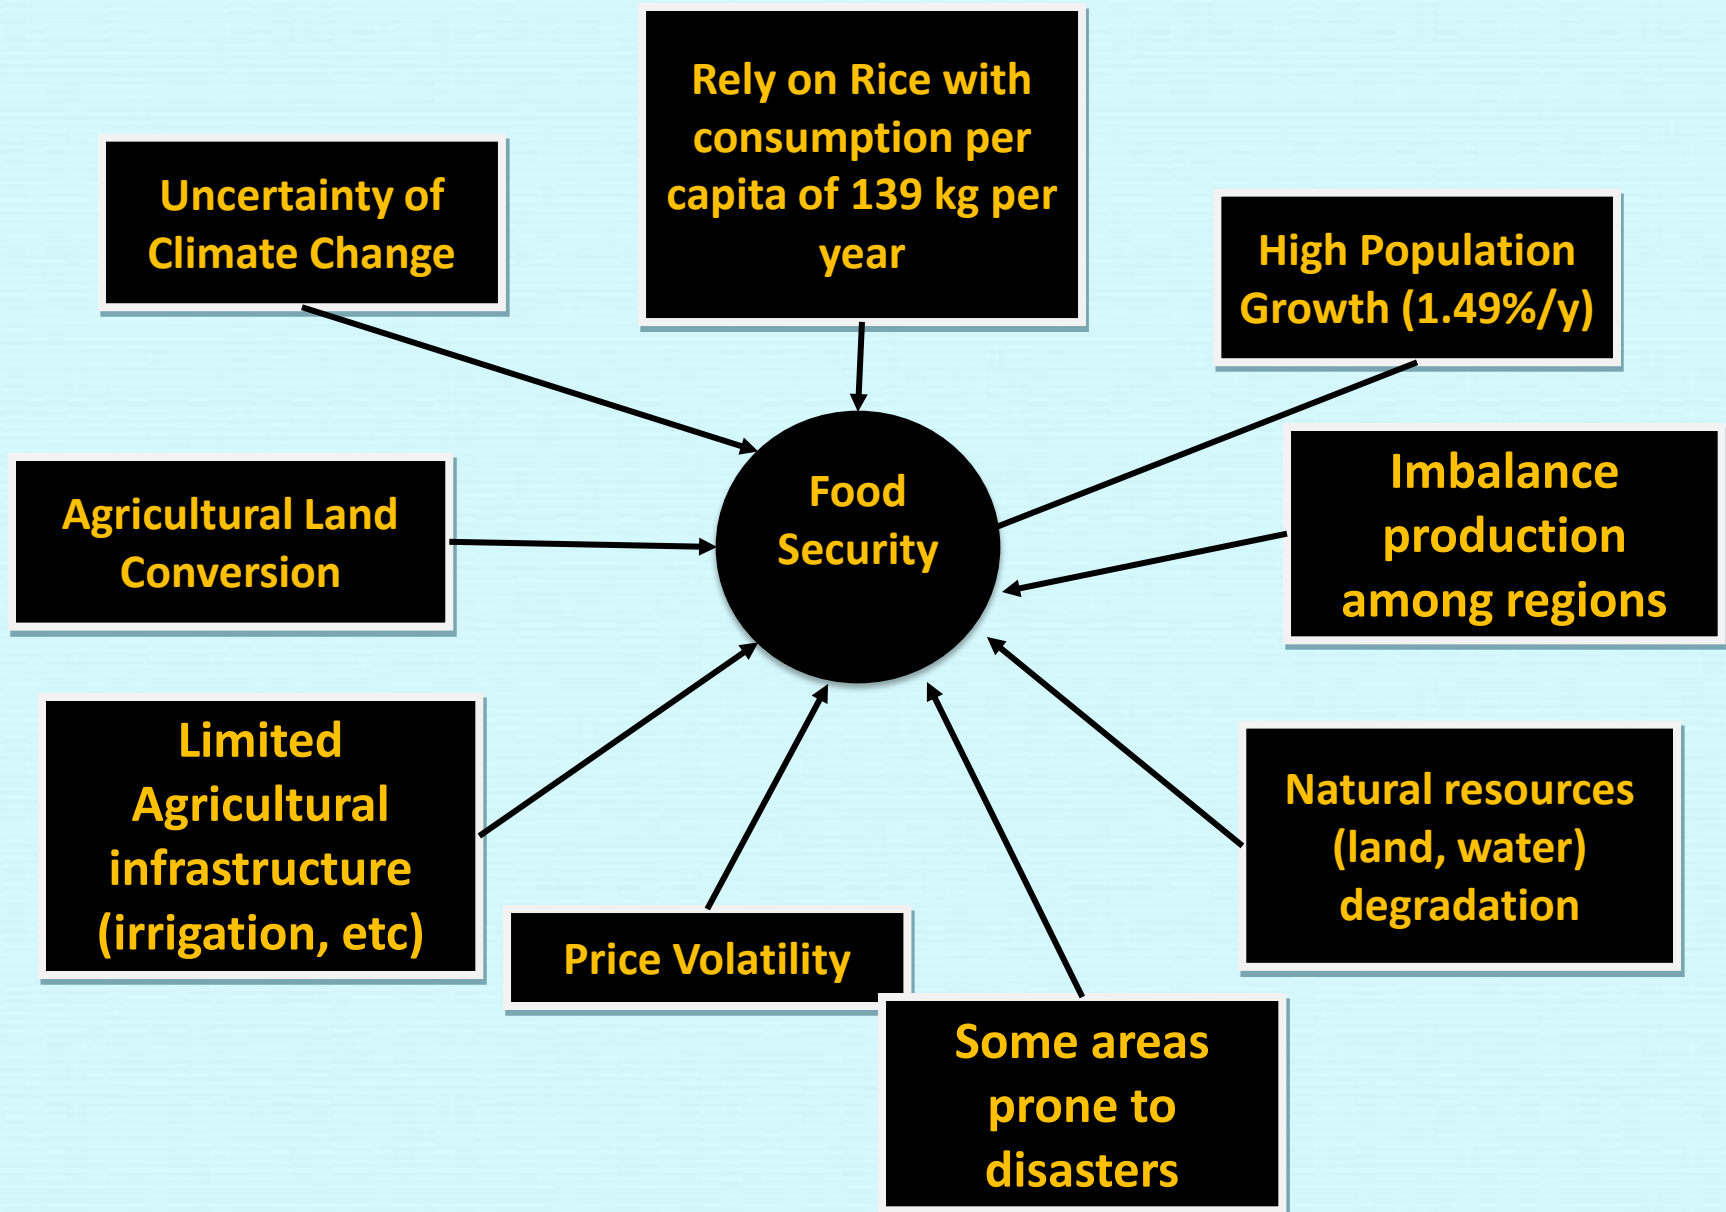 Rely on Rice with
consumption per
capita of 139 kg per
year
Uncertainty of
Climate Change
High Population
Growth (1.49%/y)
Food
Security
Agricultural Land
Conversion
Imbalance
production
among regions
Limited
Agricultural
infrastructure
(irrigation, etc)
Natural resources
(land, water)
degradation
Price Volatility
Some areas
prone to
disasters